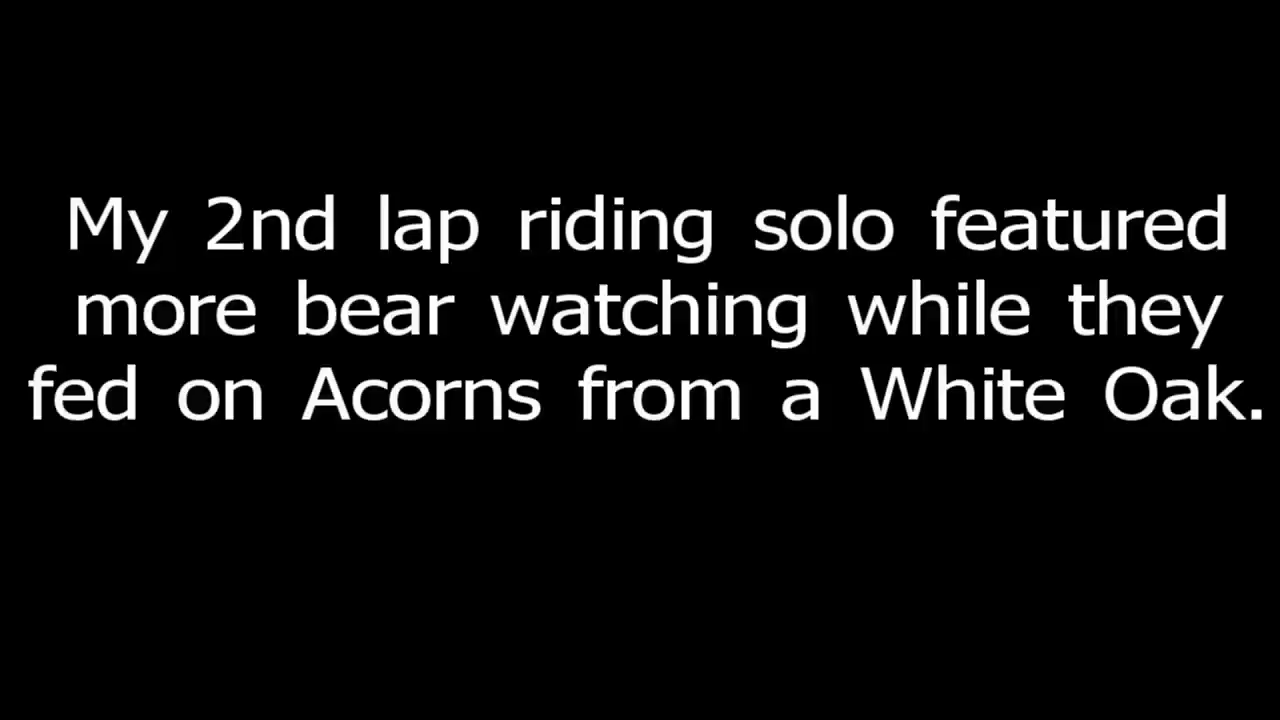 My 2nd lap riding solo featured
more bear watching while they
fed on Acorns from a White Oak.